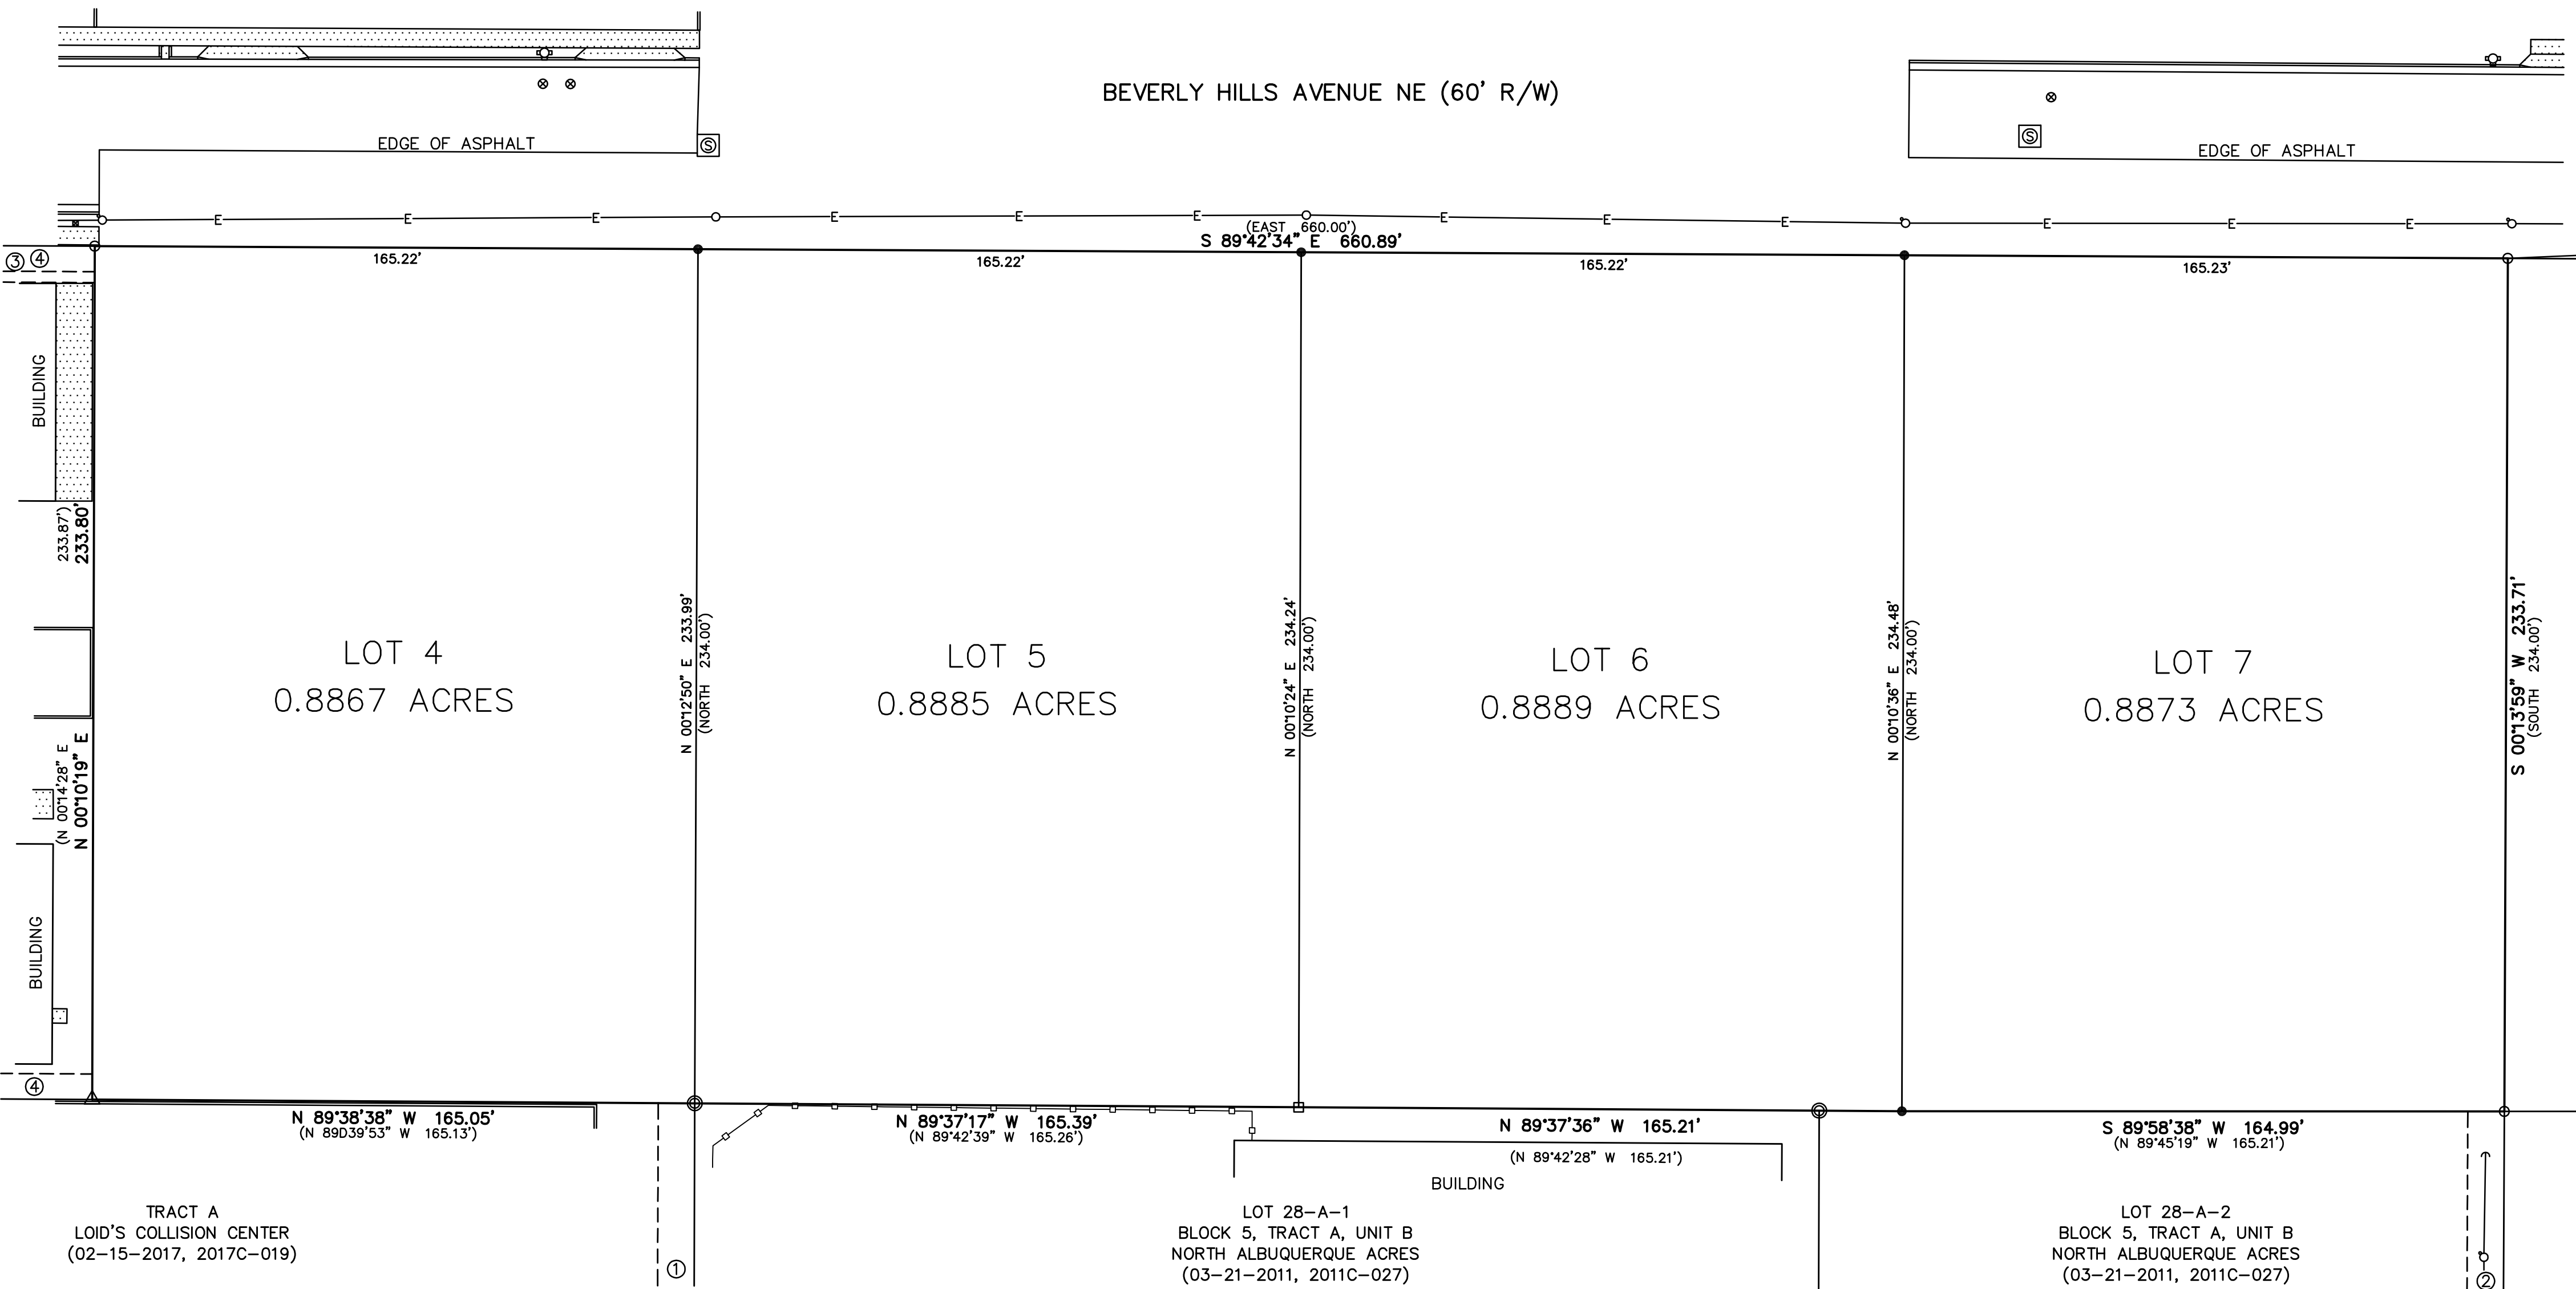 BEVERLY HILLS AVENUE NE (60' R/W)
EDGE OF ASPHALT
S
S
EDGE OF ASPHALT
E E E E E E E E E E E E
(EAST 660.00')
S 89°42'34" E 660.89'
3 4
165.22'
165.22'
165.22'
165.23'
BUILDING
(N 00°14'28" E 233.87')
N 00°10'19" E 233.80'
LOT 4
0.8867 ACRES
N 00°12'50" E 233.99'
(NORTH 234.00')
LOT 5
0.8885 ACRES
N 00°10'24" E 234.24'
(NORTH 234.00')
LOT 6
0.8889 ACRES
N 00°10'36" E 234.48'
(NORTH 234.00')
LOT 7
0.8873 ACRES
S 00°13'59" W 233.71'
(SOUTH 234.00')
BUILDING
4
N 89°38'38" W 165.05'
(N 89D39'53" W 165.13')
N 89°37'17" W 165.39'
(N 89°42'39" W 165.26')
N 89°37'36" W 165.21'
(N 89°42'28" W 165.21')
S 89°58'38" W 164.99'
(N 89°45'19" W 165.21')
BUILDING
TRACT A
LOID'S COLLISION CENTER
(02-15-2017, 2017C-019)
1
LOT 28-A-1
BLOCK 5, TRACT A, UNIT B
NORTH ALBUQUERQUE ACRES
(03-21-2011, 2011C-027)
LOT 28-A-2
BLOCK 5, TRACT A, UNIT B
NORTH ALBUQUERQUE ACRES
(03-21-2011, 2011C-027)
2